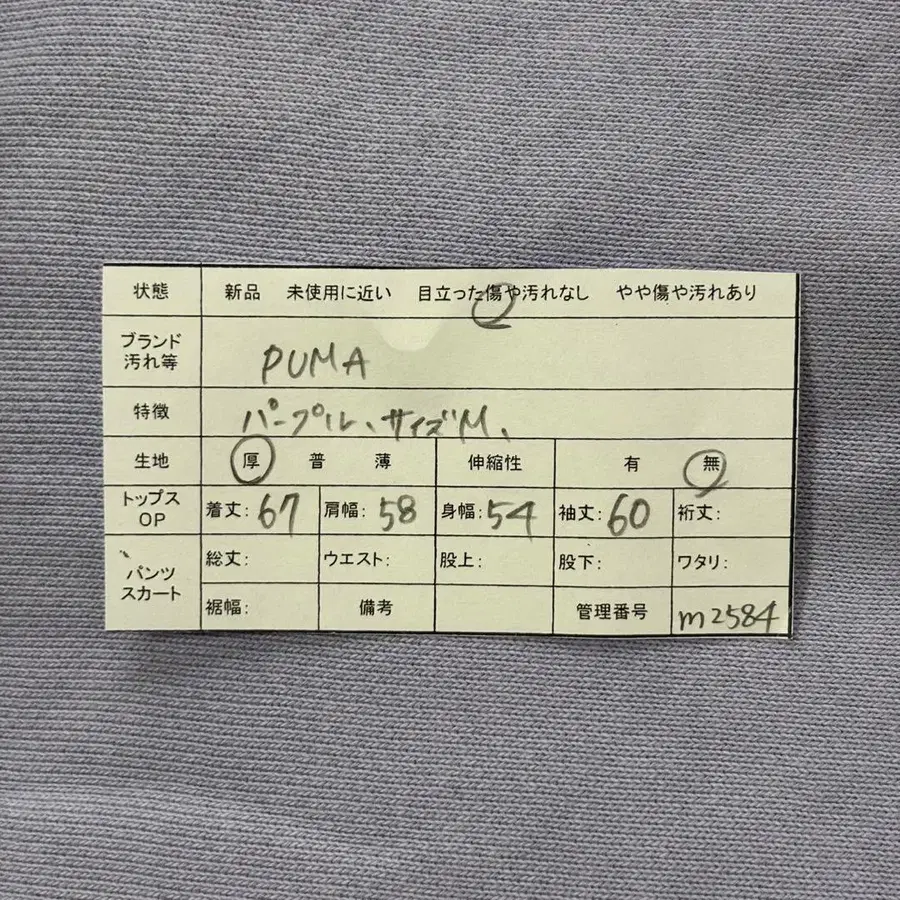 状態 新品 未使用に近い 目立った傷や汚れなし やや傷や汚れあり
ブランド
汚れ等
PUMA
特徴 パープル、サイズM、
生地 厚 普 薄 伸縮性 有 無
トップス
OP
着丈:67 肩幅:58 身幅:54 袖丈:60 裄丈:
パンツ
スカート
総丈: ウエスト: 股上: 股下: ワタリ:
裾幅: 備考 管理番号 m2584